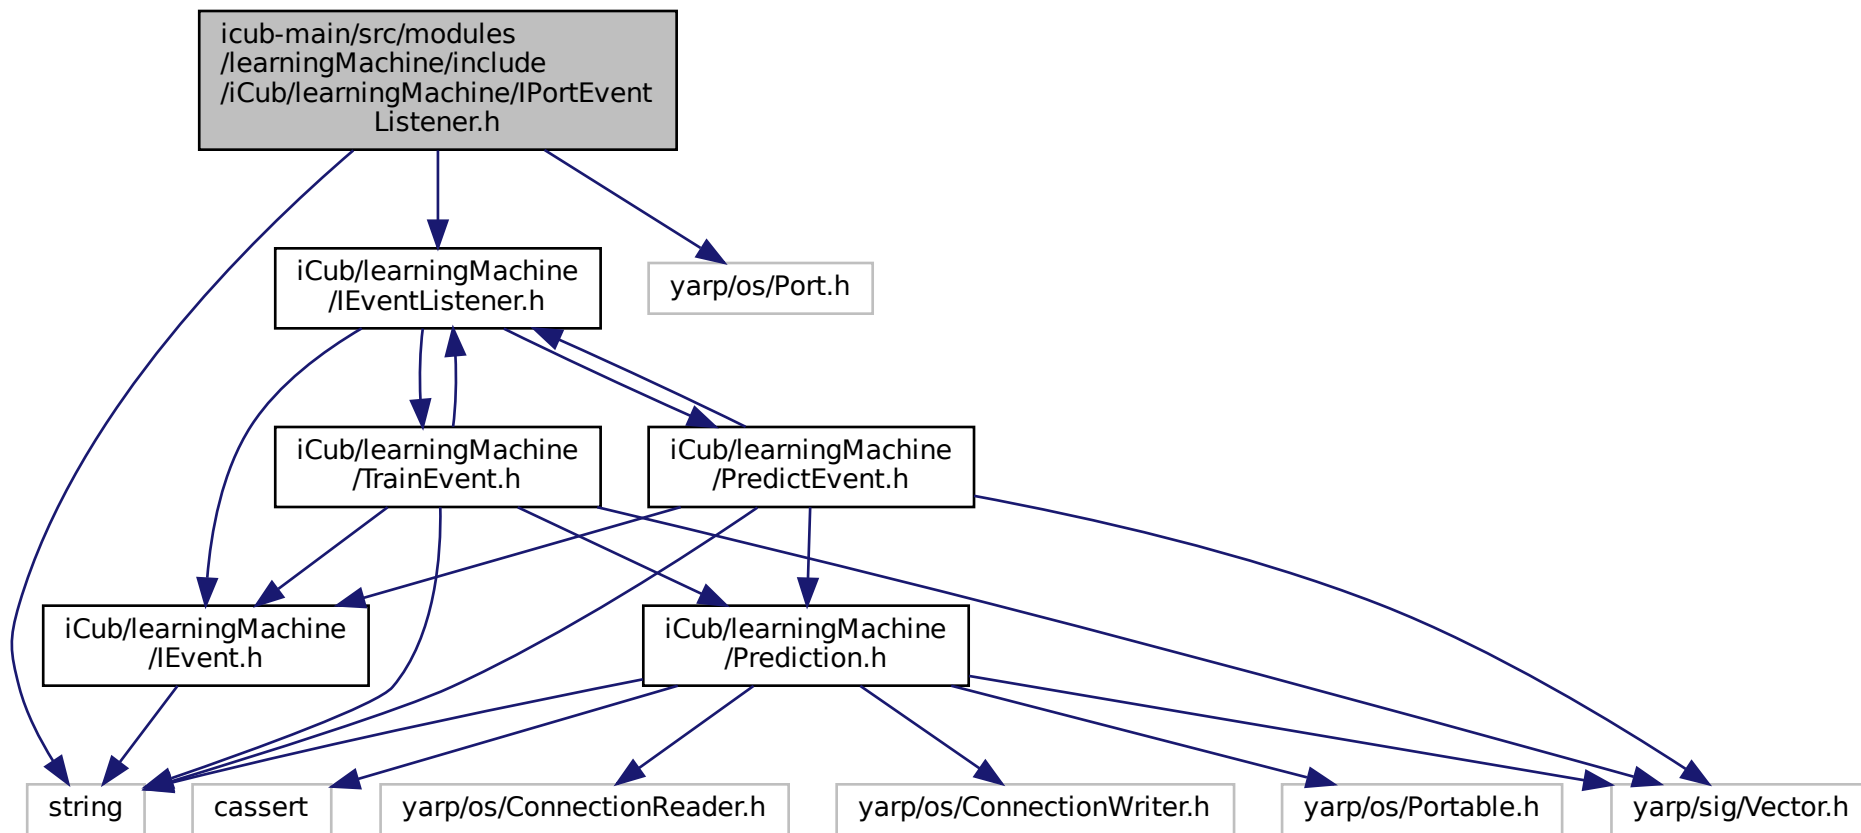 icub-main/src/modules
/learningMachine/include
/iCub/learningMachine/IPortEvent
Listener.h
iCub/learningMachine
/IEventListener.h
yarp/os/Port.h
iCub/learningMachine
/TrainEvent.h
iCub/learningMachine
/PredictEvent.h
iCub/learningMachine
/IEvent.h
iCub/learningMachine
/Prediction.h
string
cassert
yarp/os/ConnectionReader.h
yarp/os/ConnectionWriter.h
yarp/os/Portable.h
yarp/sig/Vector.h